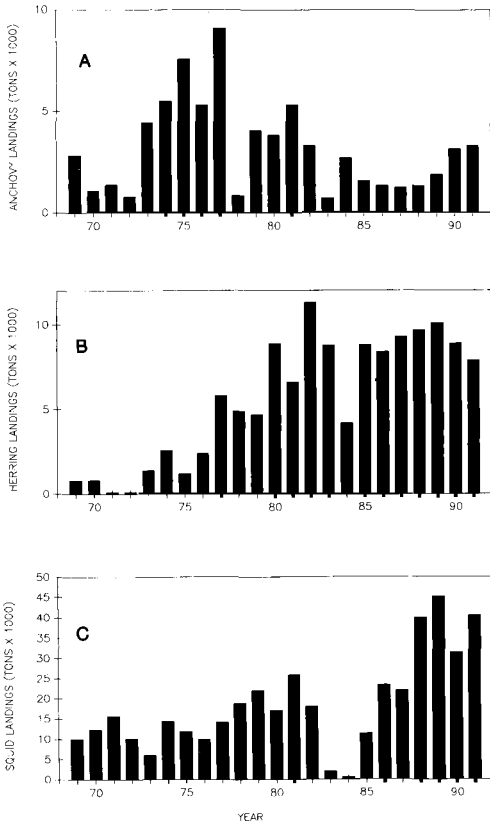 10
A
ANCHOVY LANDINGS (TONS X 1000)
5
0
70 75 80 85 90
10
B
HERRING LANDINGS (TONS X 1000)
5
0
70 75 80 85 90
50
45
40
C
35
30
SQUID LANDINGS (TONS X 1000)
25
20
15
10
5
0
70 75 80 85 90
YEAR